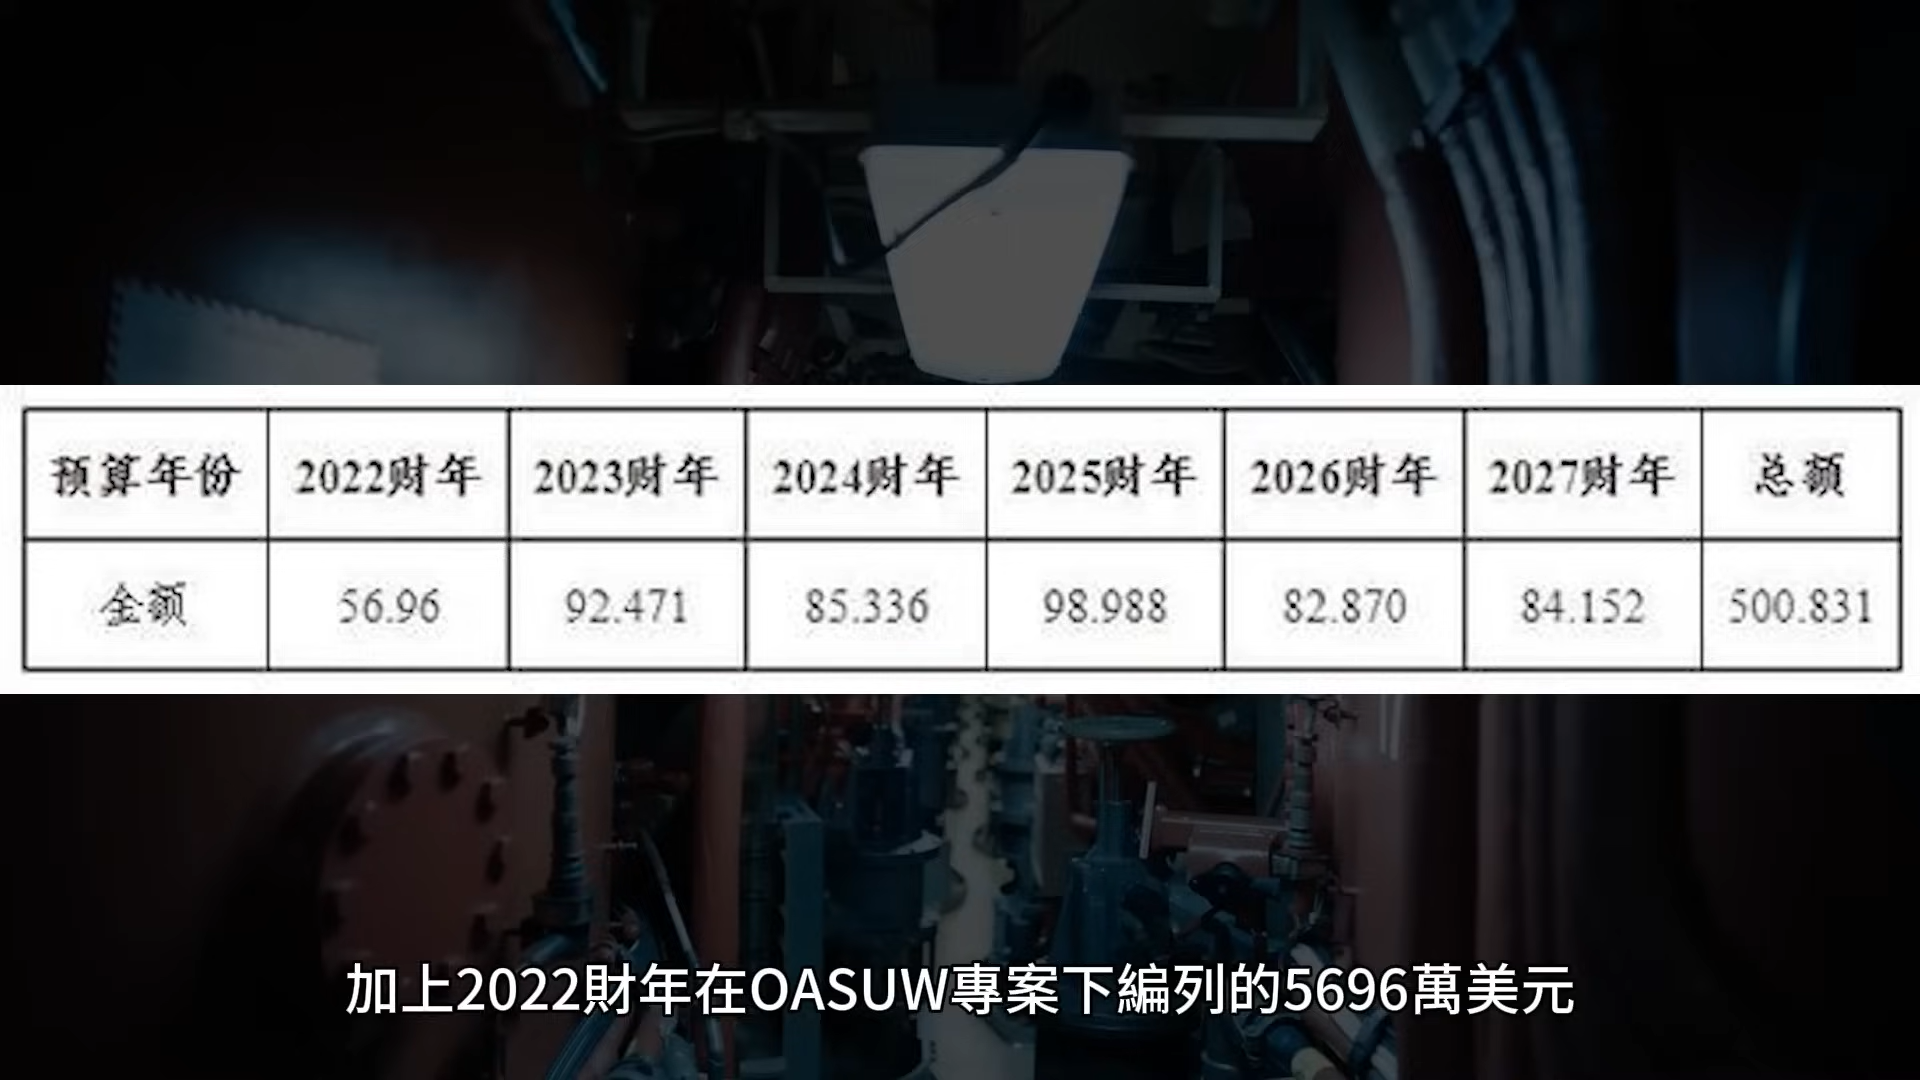 预算年份 2022财年 2023财年 2024财年 2025财年 2026财年 2027财年 总额
金额 56.96 92.471 85.336 98.988 82.870 84.152 500.831
加上2022財年在OASUW專案下編列的5696萬美元